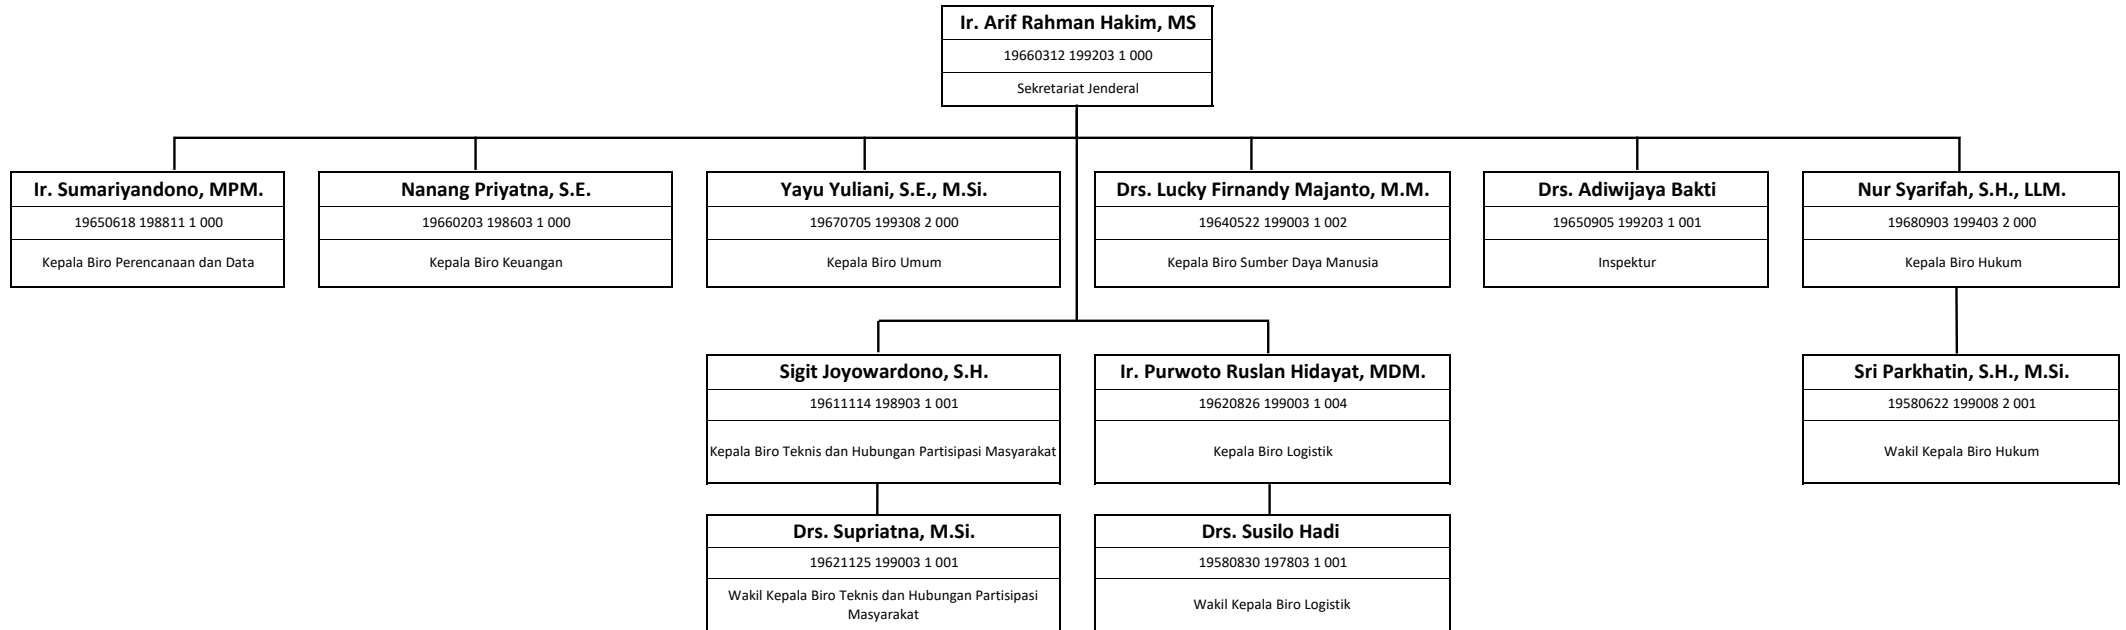 Ir. Arif Rahman Hakim, MS
19660312 199203 1 000
Sekretariat Jenderal
Ir. Sumariyandono, MPM.
19650618 198811 1 000
Kepala Biro Perencanaan dan Data
Nanang Priyatna, S.E.
19660203 198603 1 000
Kepala Biro Keuangan
Yayu Yuliani, S.E., M.Si.
19670705 199308 2 000
Kepala Biro Umum
Drs. Lucky Firnandy Majanto, M.M.
19640522 199003 1 002
Kepala Biro Sumber Daya Manusia
Drs. Adiwijaya Bakti
19650905 199203 1 001
Inspektur
Nur Syarifah, S.H., LLM.
19680903 199403 2 000
Kepala Biro Hukum
Sigit Joyowardono, S.H.
19611114 198903 1 001
Kepala Biro Teknis dan Hubungan Partisipasi Masyarakat
Ir. Purwoto Ruslan Hidayat, MDM.
19620826 199003 1 004
Kepala Biro Logistik
Sri Parkhatin, S.H., M.Si.
19580622 199008 2 001
Wakil Kepala Biro Hukum
Drs. Supriatna, M.Si.
19621125 199003 1 001
Wakil Kepala Biro Teknis dan Hubungan Partisipasi
Masyarakat
Drs. Susilo Hadi
19580830 197803 1 001
Wakil Kepala Biro Logistik